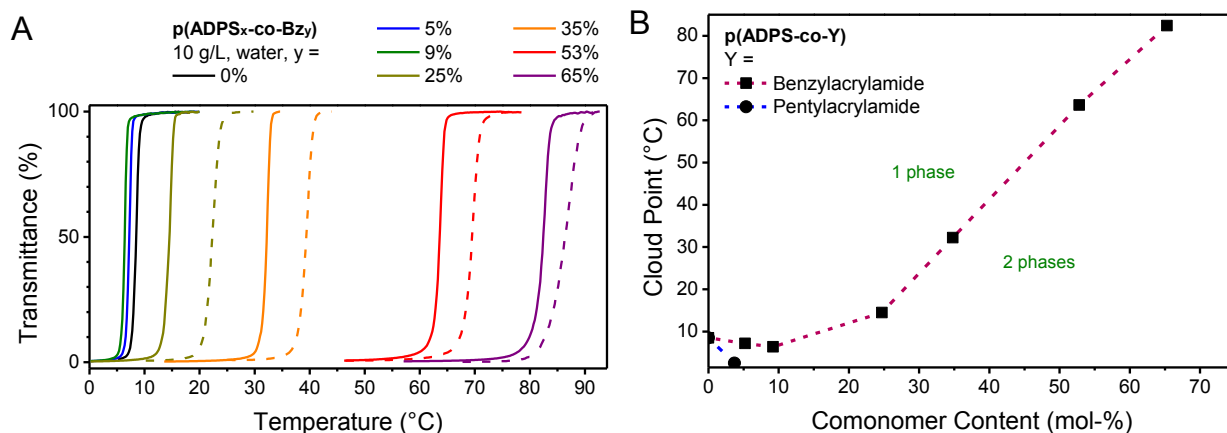 A
p(ADPSx-co-Bzy)
10 g/L, water, y =
0%
5%
9%
25%
35%
53%
65%
Transmittance (%)
100
50
0
0 10 20 30 40 50 60 70 80 90
Temperature (°C)
B
p(ADPS-co-Y)
Y =
Benzylacrylamide
Pentylacrylamide
1 phase
2 phases
Cloud Point (°C)
80
70
60
50
40
30
20
10
0 10 20 30 40 50 60 70
Comonomer Content (mol-%)